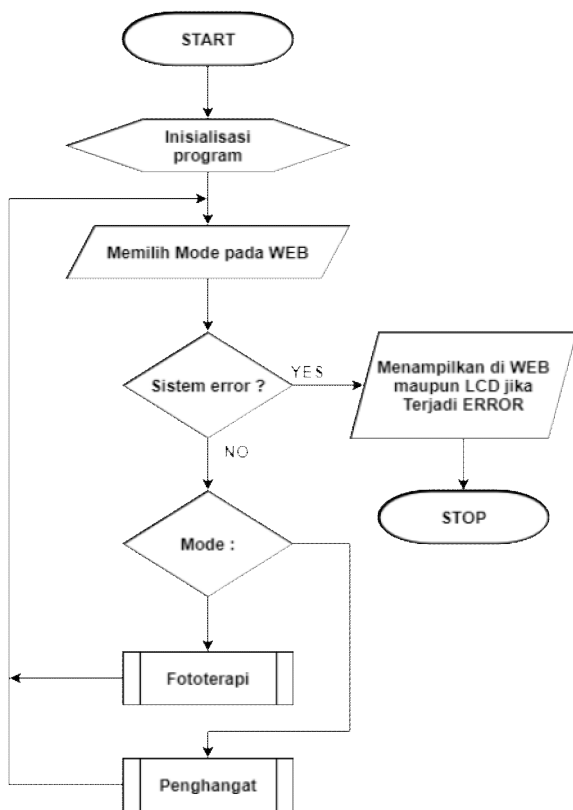 START
Inisialisasi
program
Memilih Mode pada WEB
Sistem error ?
YES
Menampilkan di WEB
maupun LCD jika
Terjadi ERROR
NO
STOP
Mode :
Fototerapi
Penghangat